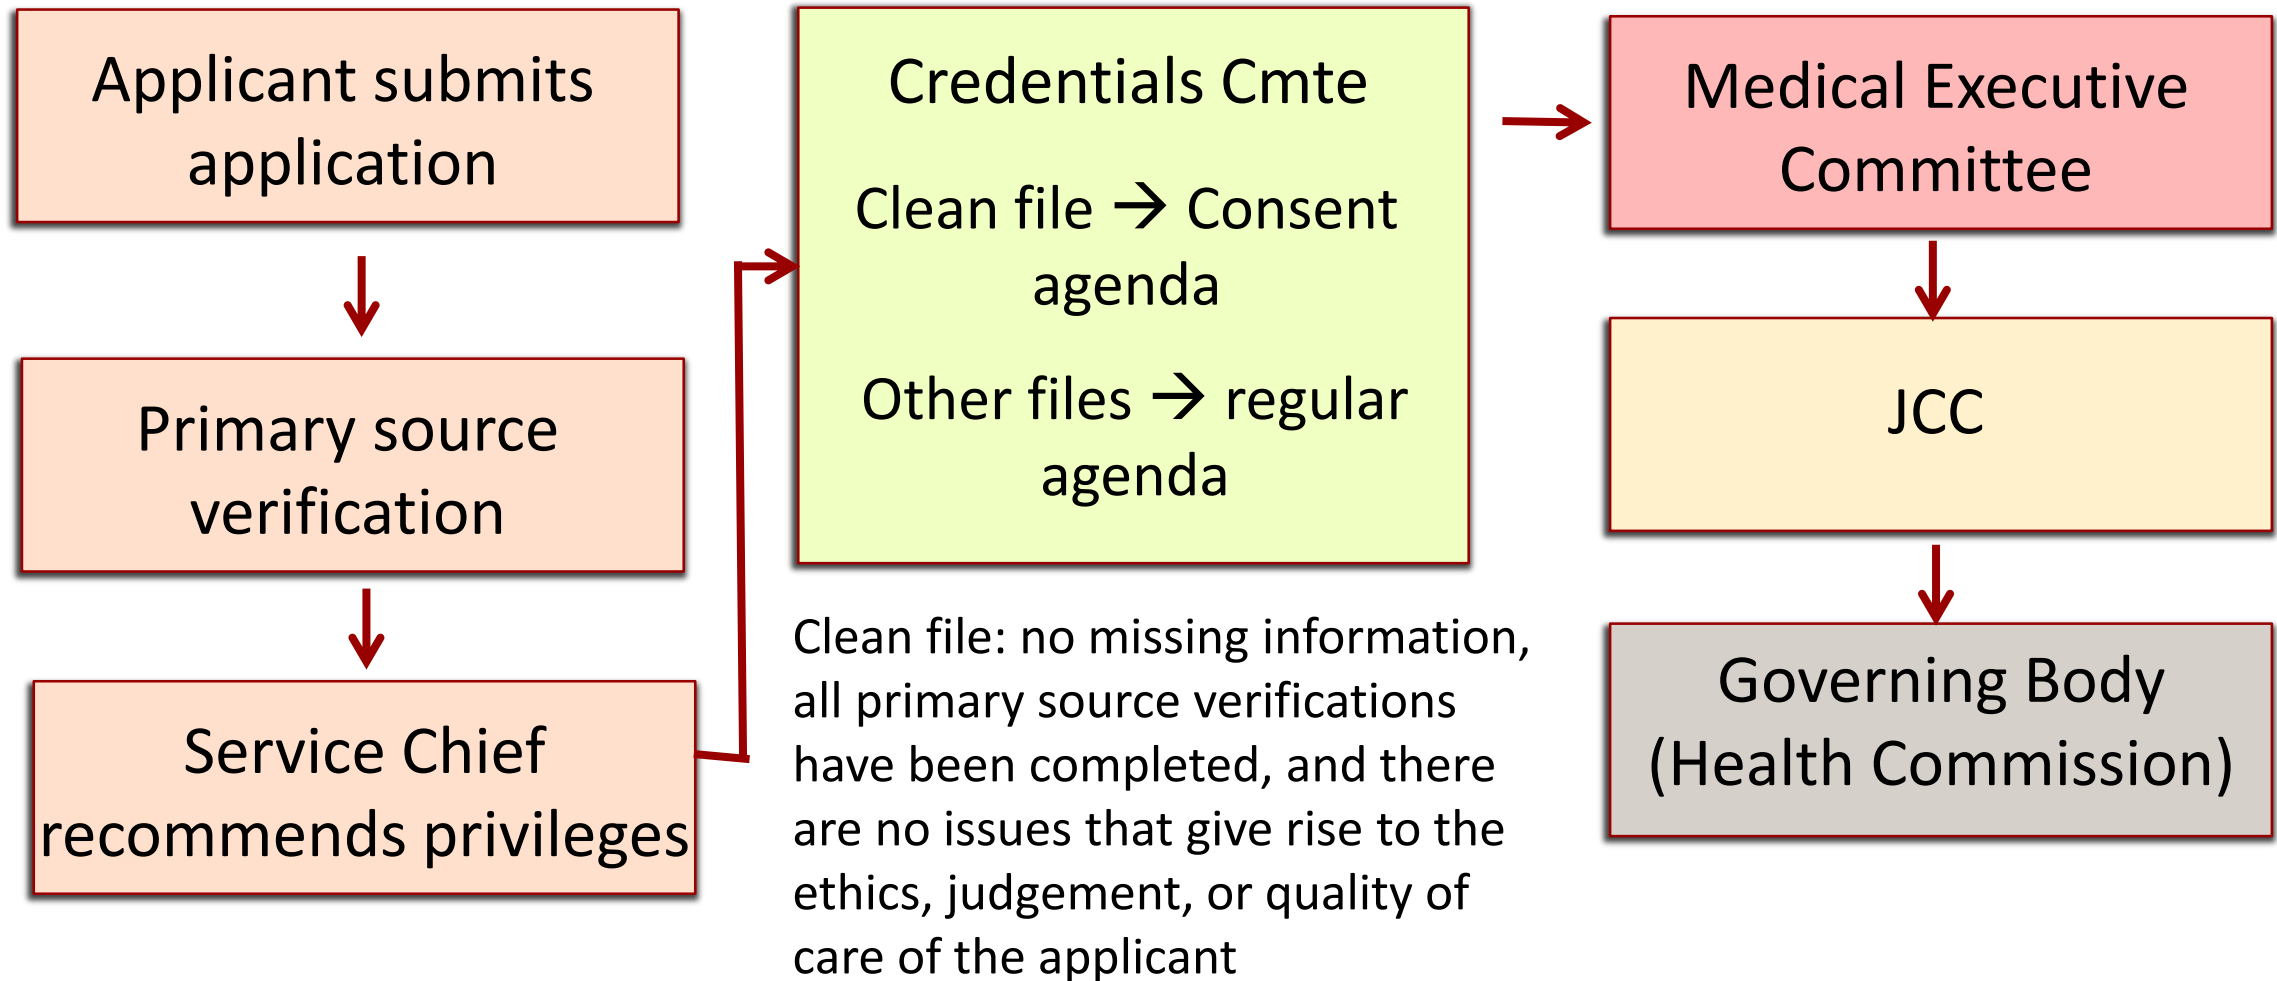 Applicant submits
application
Primary source
verification
Service Chief
recommends privileges
Credentials Cmte
Clean file → Consent
agenda
Other files → regular
agenda
Clean file: no missing information,
all primary source verifications
have been completed, and there
are no issues that give rise to the
ethics, judgement, or quality of
care of the applicant
Medical Executive
Committee
JCC
Governing Body
(Health Commission)